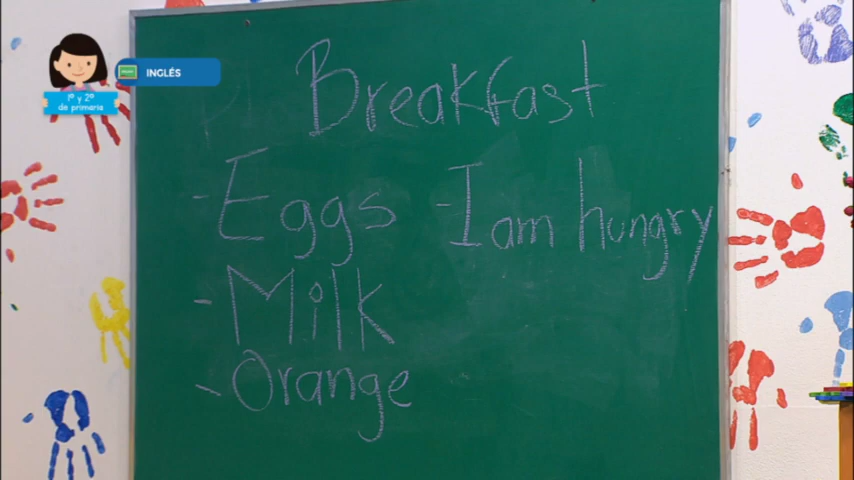 INGLÉS
1º y 2º
de primaria
Breakfast
-Eggs -I am hungry
-Milk
-Orange